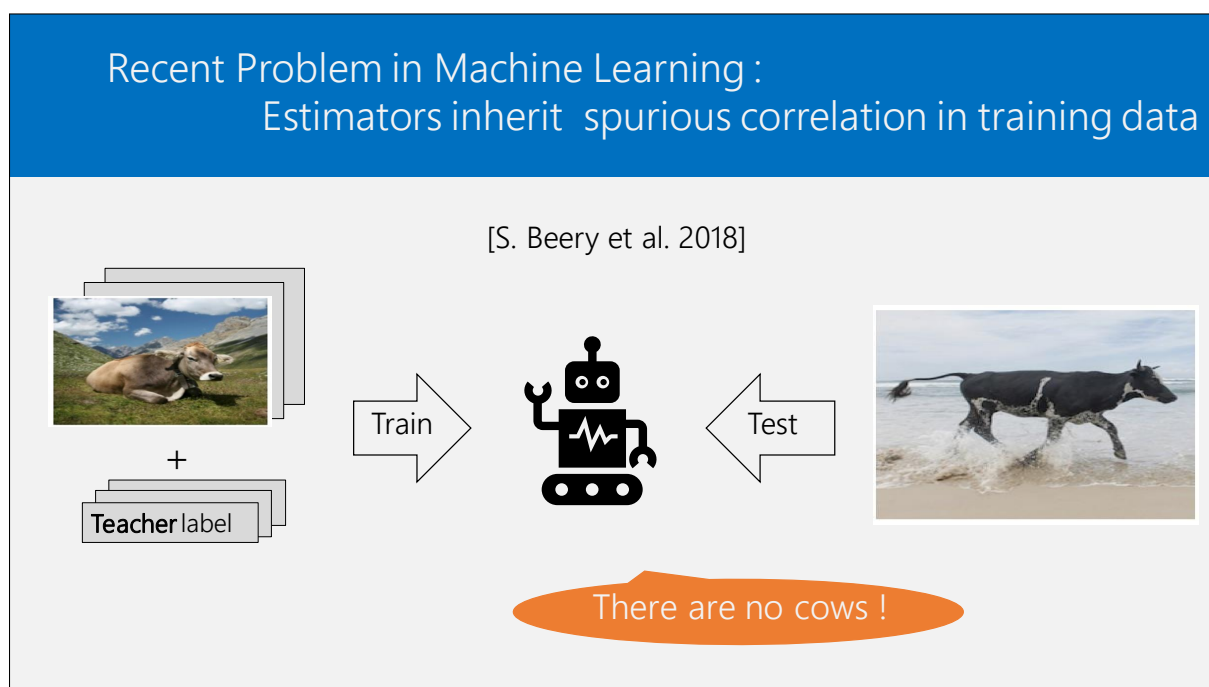 Recent Problem in Machine Learning :
Estimators inherit spurious correlation in training data
[S. Beery et al. 2018]
Train
Test
+
Teacher label
There are no cows !